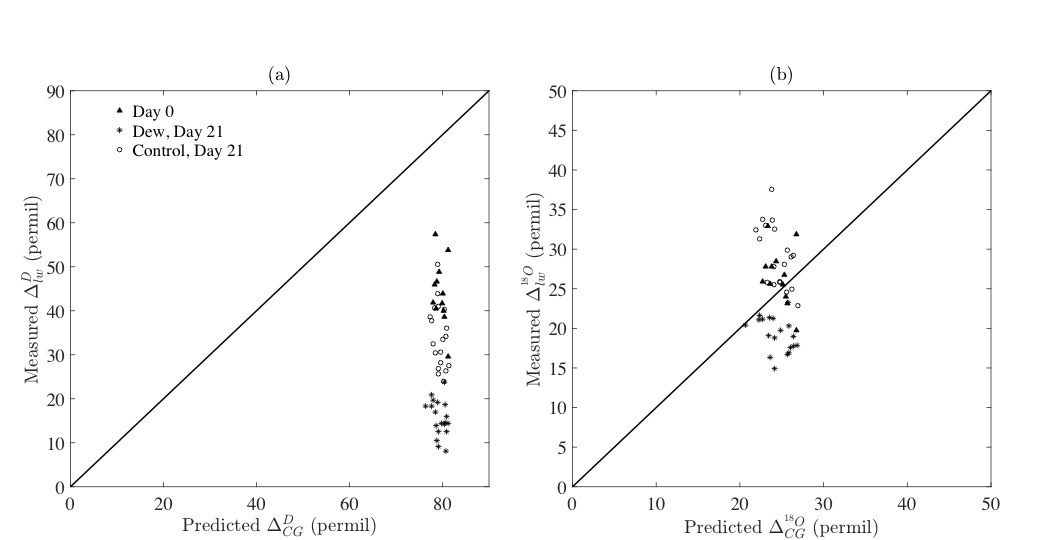 (a)
90
80
70
60
50
40
30
20
10
0
Measured Δ^D_lw (permil)
Day 0
Dew, Day 21
Control, Day 21
0 20 40 60 80
Predicted Δ^D_CG (permil)
(b)
50
45
40
35
30
25
20
15
10
5
0
Measured Δ^18O_lw (permil)
0 10 20 30 40 50
Predicted Δ^18O_CG (permil)